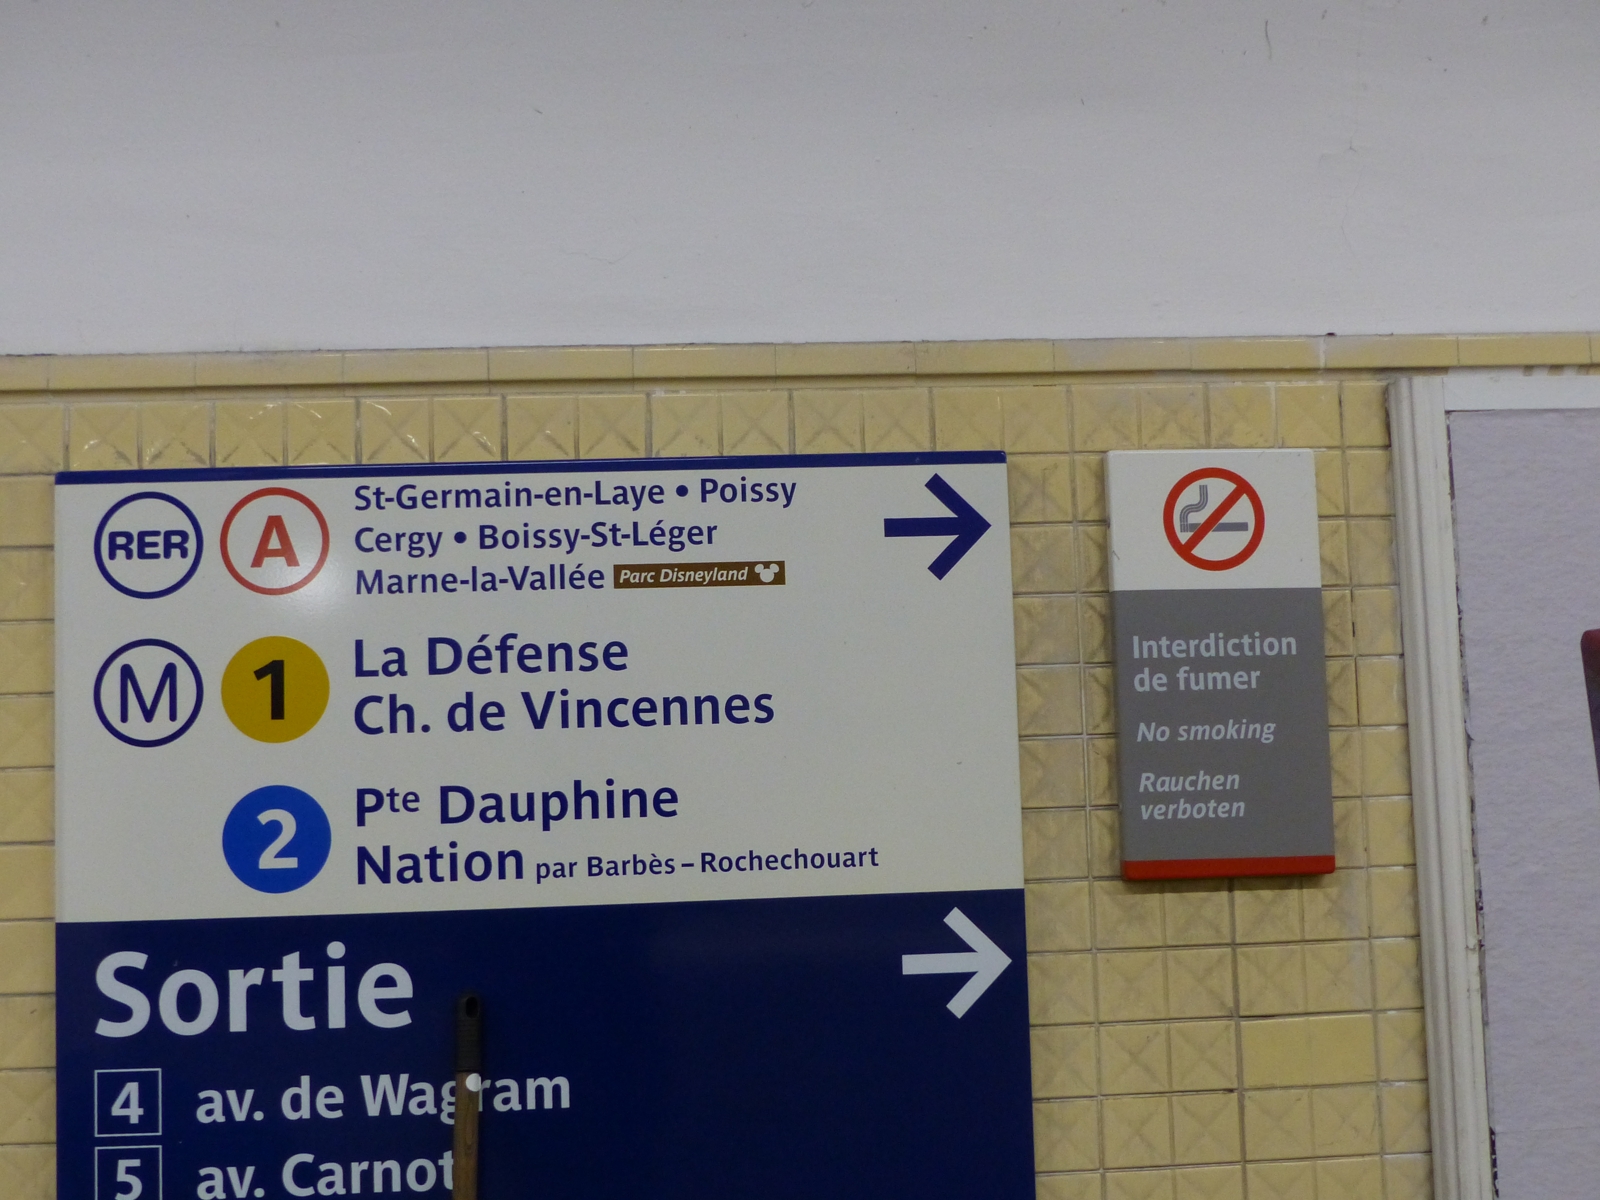 RER A St-Germain-en-Laye • Poissy
Cergy • Boissy-St-Léger
Marne-la-Vallée Parc Disneyland
M 1 La Défense
Ch. de Vincennes
2 Pte Dauphine
Nation par Barbès – Rochechouart
Sortie
4 av. de Wagram
5 av. Carnot
Interdiction
de fumer
No smoking
Rauchen
verboten